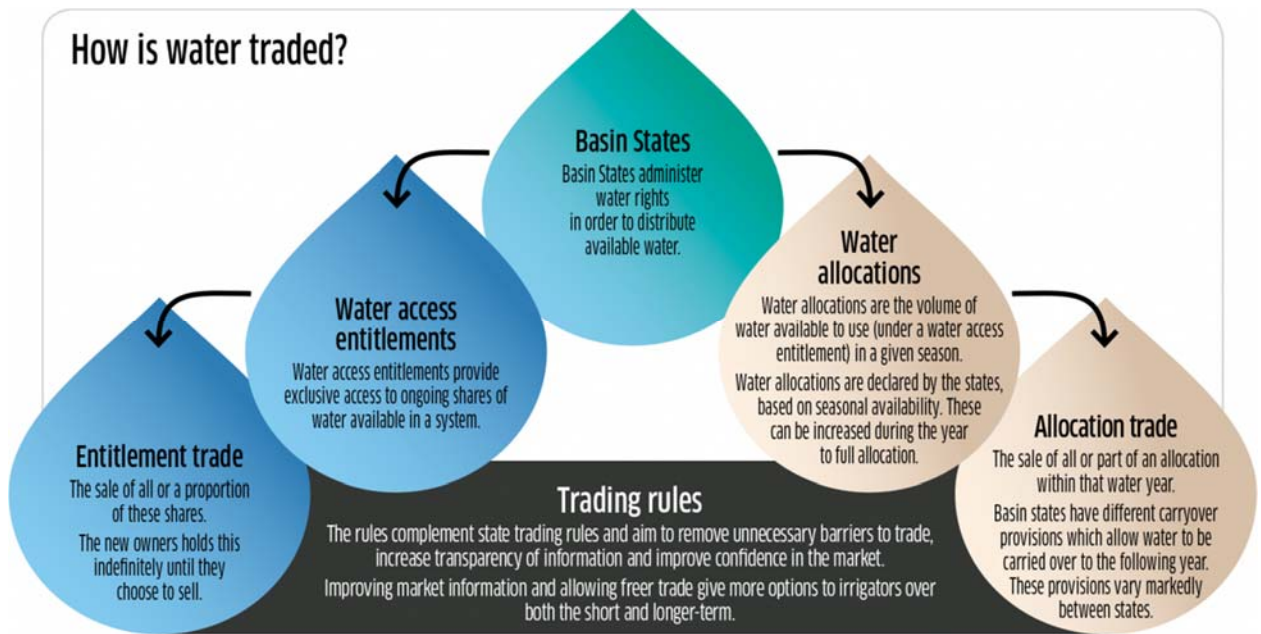 How is water traded?
Basin States
Basin States administer
water rights
in order to distribute
available water.
Water access
entitlements
Water access entitlements provide
exclusive access to ongoing shares of
water available in a system.
Entitlement trade
The sale of all or a proportion
of these shares.
The new owners holds this
indefinitely until they
choose to sell.
Water
allocations
Water allocations are the volume of
water available to use (under a water access
entitlement) in a given season.
Water allocations are declared by the states,
based on seasonal availability. These
can be increased during the year
to full allocation.
Allocation trade
The sale of all or part of an allocation
within that water year.
Basin states have different carryover
provisions which allow water to be
carried over to the following year.
These provisions vary markedly
between states.
Trading rules
The rules complement state trading rules and aim to remove unnecessary barriers to trade,
increase transparency of information and improve confidence in the market.
Improving market information and allowing freer trade give more options to irrigators over
both the short and longer-term.